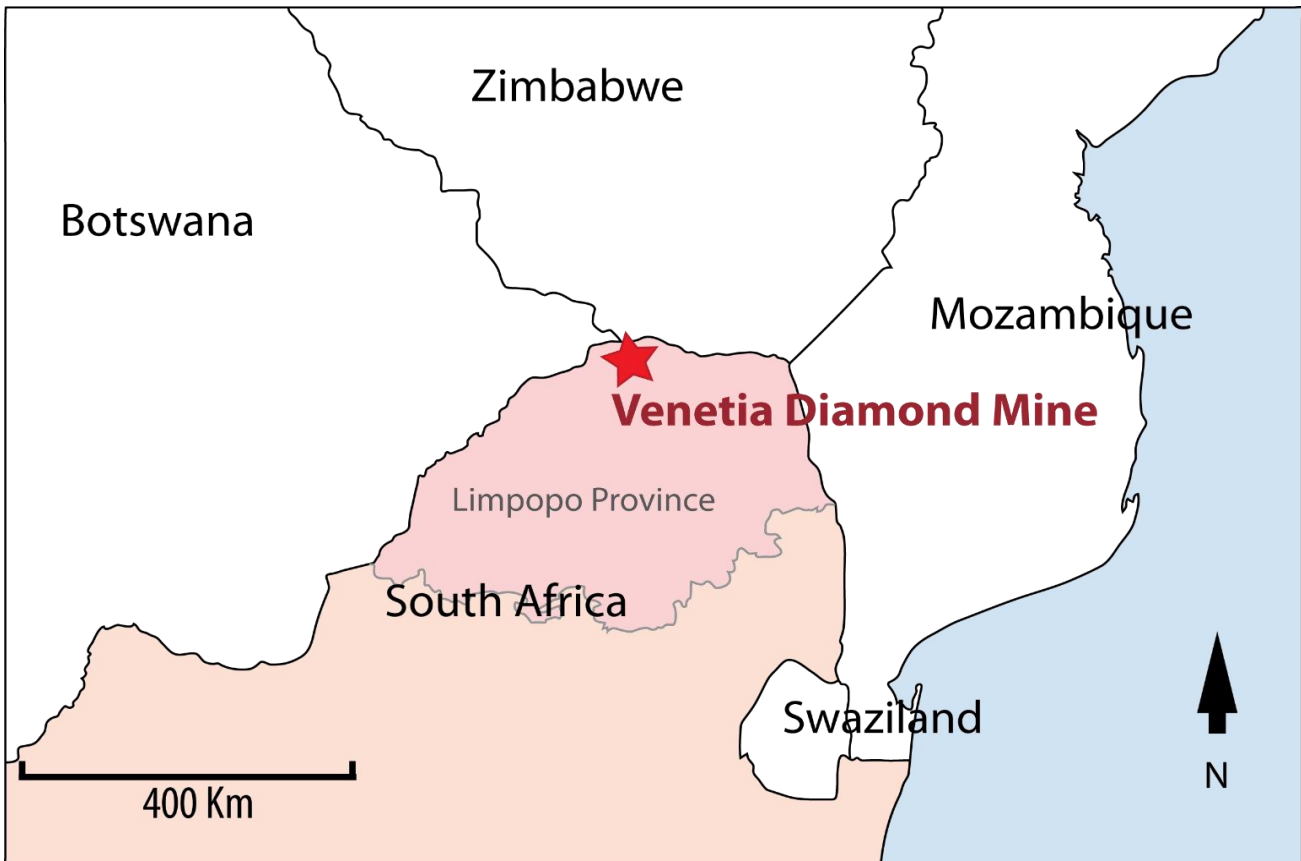 Zimbabwe
Botswana
Mozambique
Venetia Diamond Mine
Limpopo Province
South Africa
Swaziland
400 Km
N